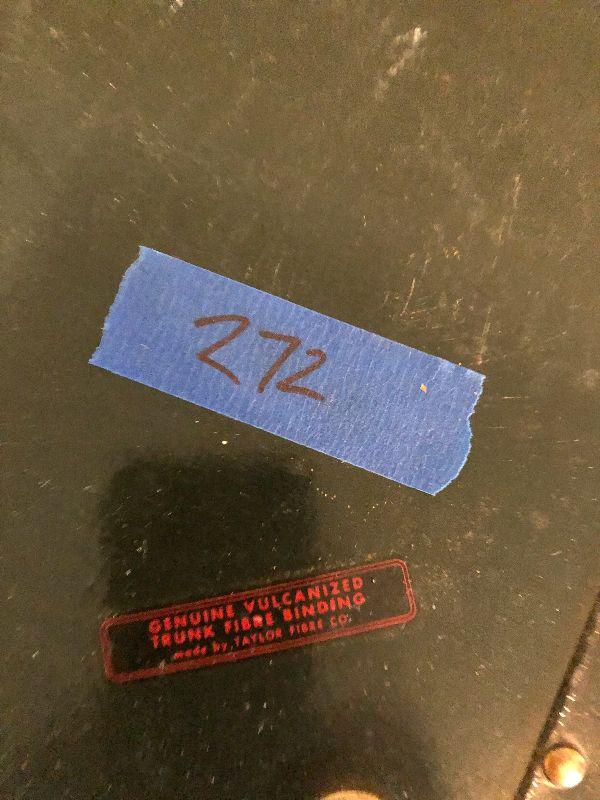 272
GENUINE VULCANIZED
TRUNK FIBRE BINDING
made by TAYLOR FIBRE CO.